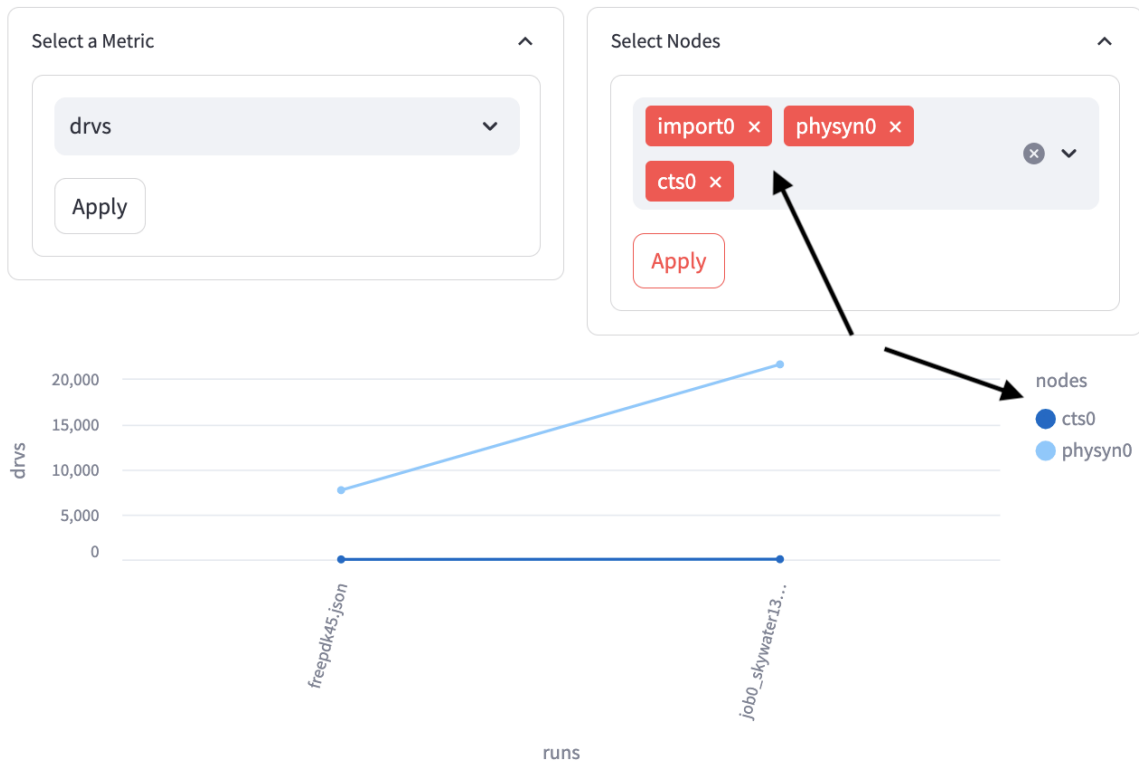 Select a Metric
drvs
Apply
Select Nodes
import0 × physyn0 ×
cts0 ×
Apply
20,000
15,000
10,000
5,000
0
drvs
nodes
cts0
physyn0
freepdk45.json
job0_skywater13...
runs